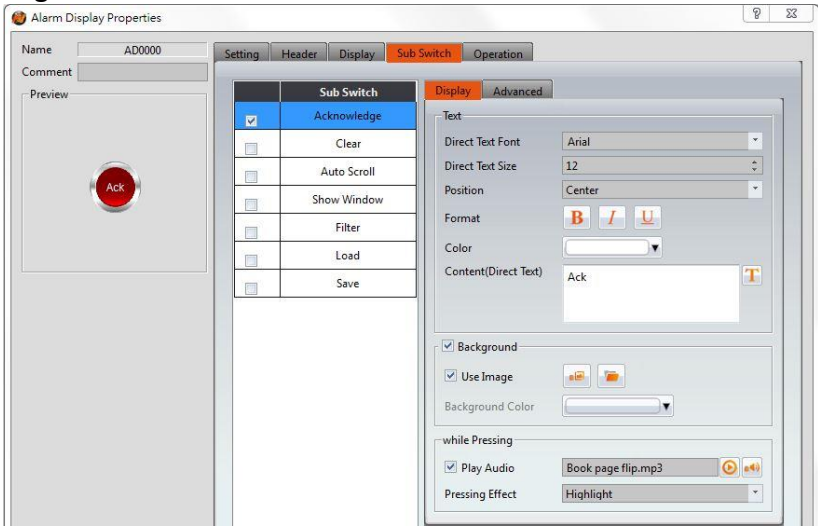 Alarm Display Properties
Name AD0000
Comment
Preview
Ack
Setting Header Display Sub Switch Operation
Sub Switch
Acknowledge
Clear
Auto Scroll
Show Window
Filter
Load
Save
Display Advanced
Text
Direct Text Font Arial
Direct Text Size 12
Position Center
Format B I U
Color
Content(Direct Text) Ack T
Background
Use Image
Background Color
while Pressing
Play Audio Book page flip.mp3
Pressing Effect Highlight